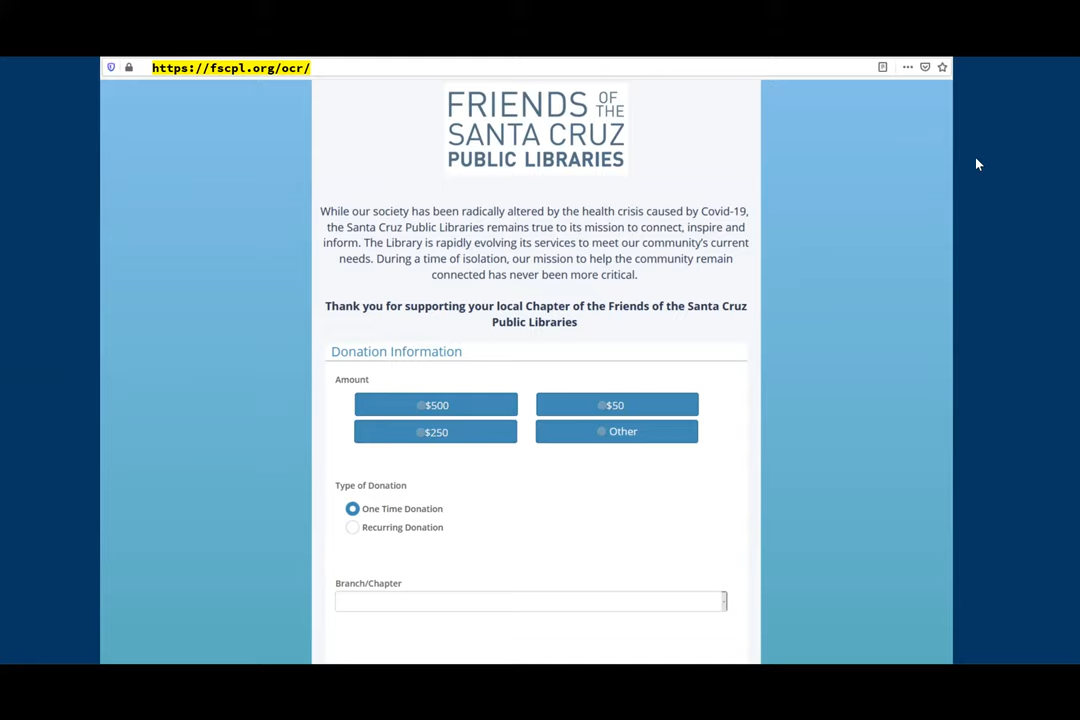 https://fscpl.org/ocr/
FRIENDS OF THE
SANTA CRUZ
PUBLIC LIBRARIES
While our society has been radically altered by the health crisis caused by Covid-19,
the Santa Cruz Public Libraries remains true to its mission to connect, inspire and
inform. The Library is rapidly evolving its services to meet our community's current
needs. During a time of isolation, our mission to help the community remain
connected has never been more critical.
Thank you for supporting your local Chapter of the Friends of the Santa Cruz
Public Libraries
Donation Information
Amount
$500
$50
$250
Other
Type of Donation
One Time Donation
Recurring Donation
Branch/Chapter